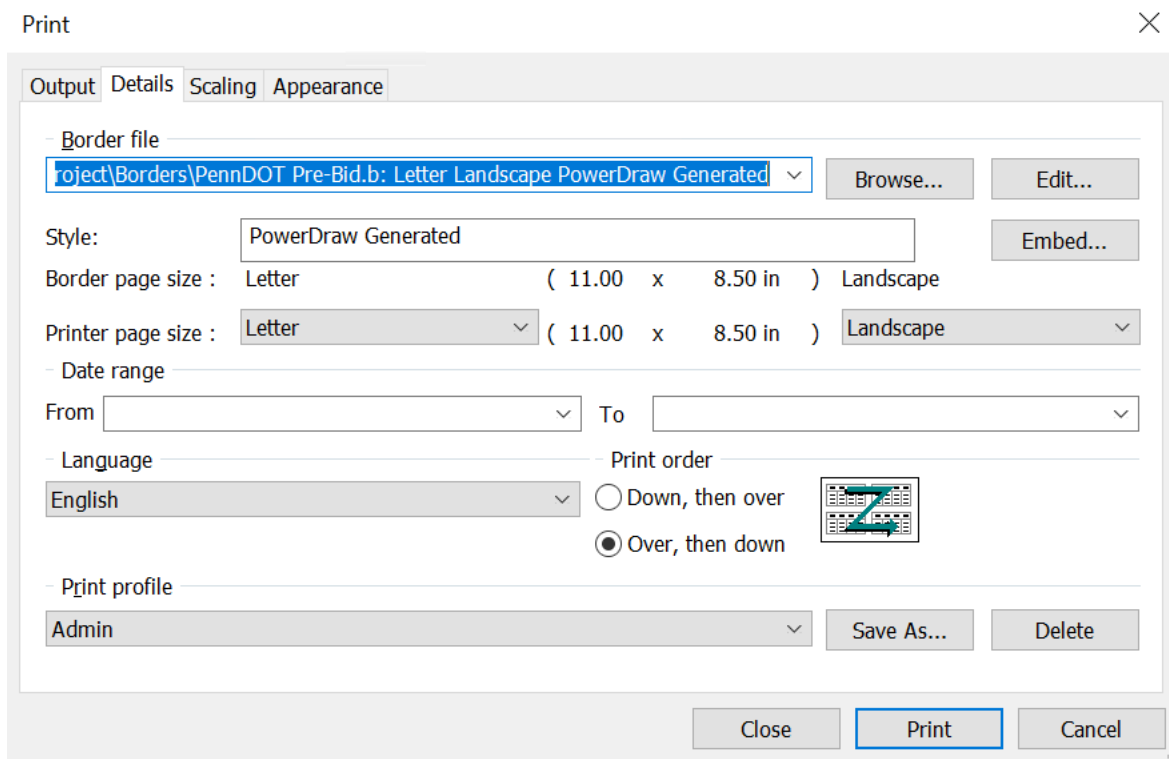 Print
Output Details Scaling Appearance
Border file
roject\Borders\PennDOT Pre-Bid.b: Letter Landscape PowerDraw Generated
Browse... Edit...
Style: PowerDraw Generated Embed...
Border page size : Letter ( 11.00 x 8.50 in ) Landscape
Printer page size : Letter ( 11.00 x 8.50 in ) Landscape
Date range
From To
Language Print order
English Down, then over
Over, then down
Print profile
Admin Save As... Delete
Close Print Cancel